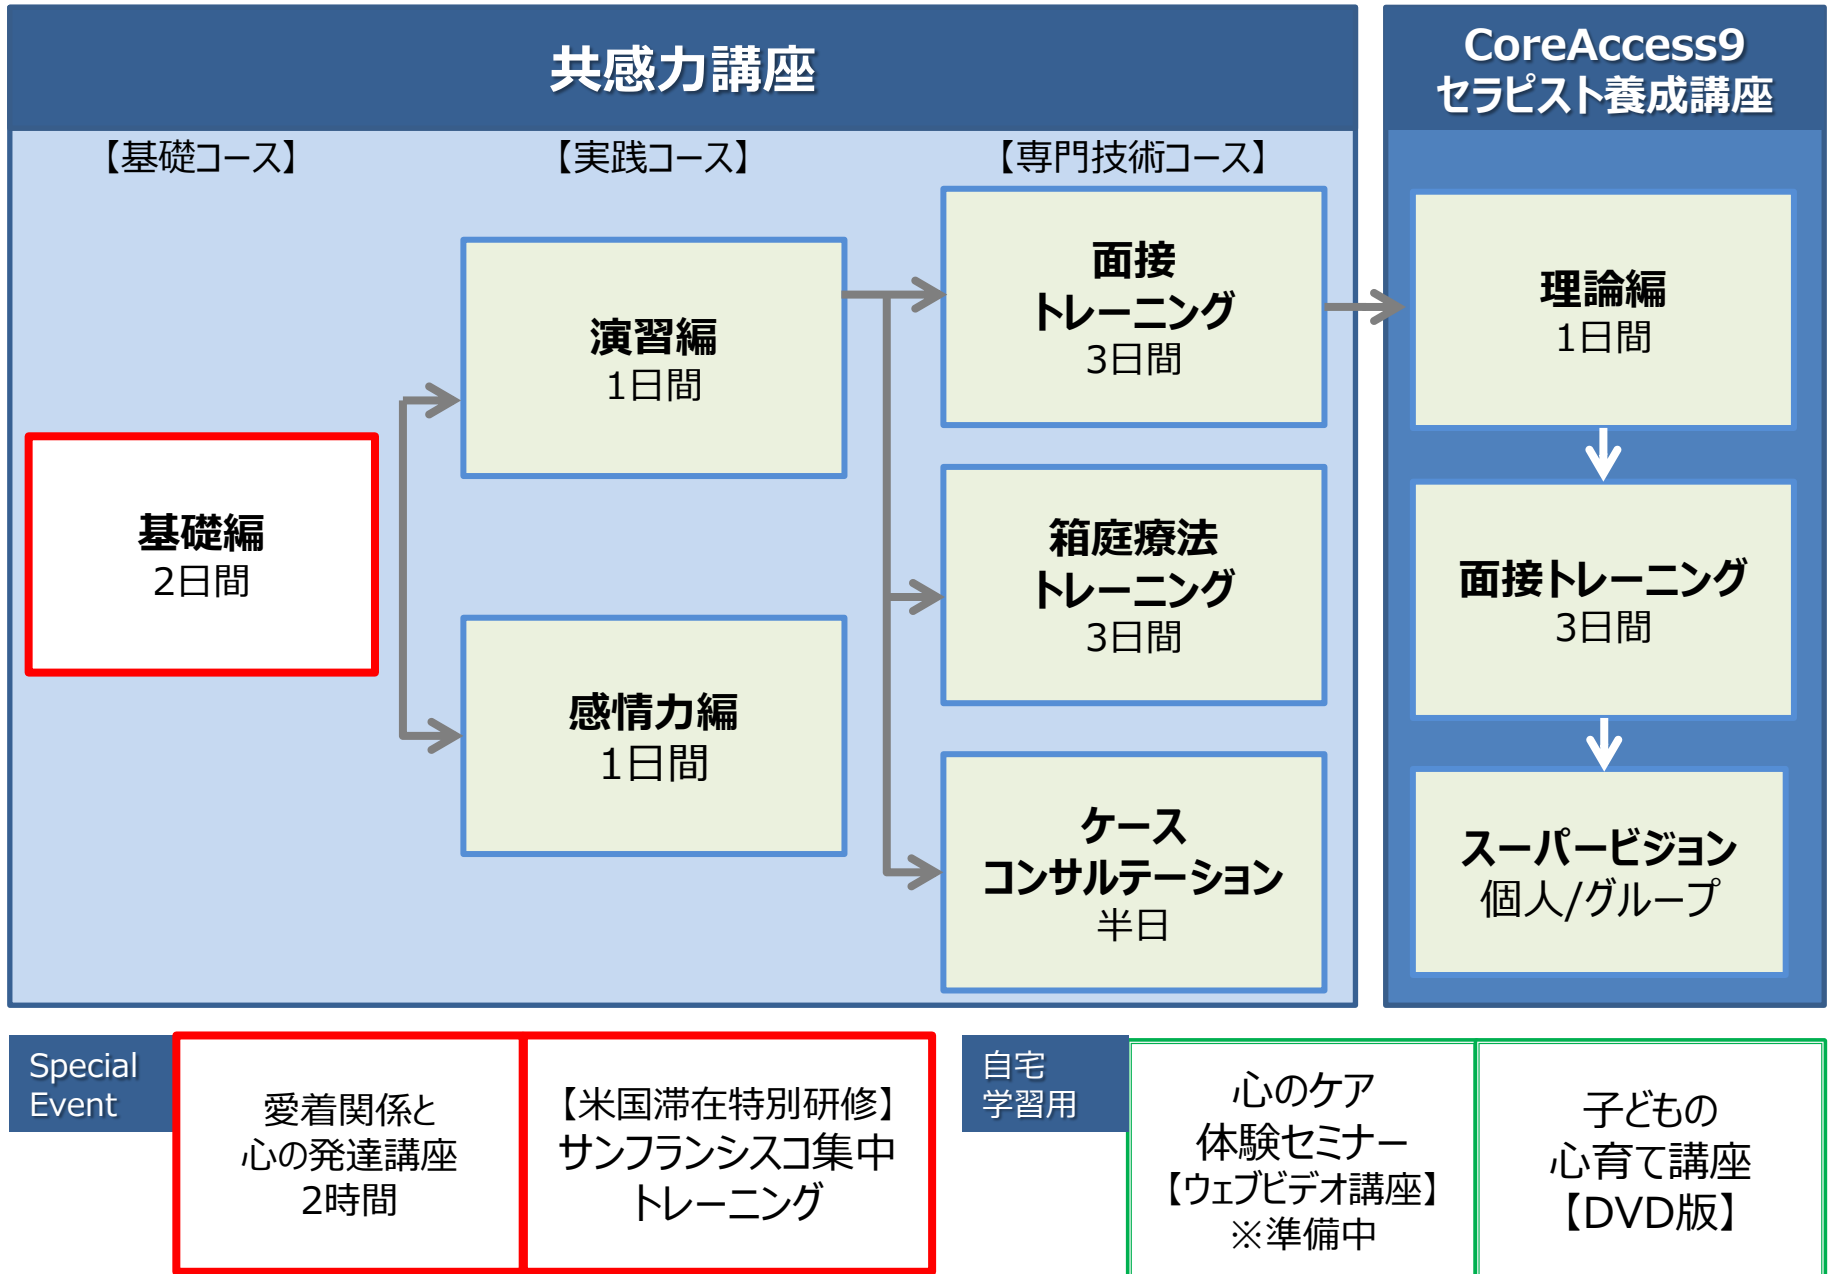 共感力講座
【基礎コース】
【実践コース】
【専門技術コース】
基礎編
2日間
演習編
1日間
感情力編
1日間
面接
トレーニング
3日間
箱庭療法
トレーニング
3日間
ケース
コンサルテーション
半日
CoreAccess9
セラピスト養成講座
理論編
1日間
面接トレーニング
3日間
スーパービジョン
個人/グループ
Special
Event
愛着関係と
心の発達講座
2時間
【米国滞在特別研修】
サンフランシスコ集中
トレーニング
自宅
学習用
心のケア
体験セミナー
【ウェブビデオ講座】
※準備中
子どもの
心育て講座
【DVD版】